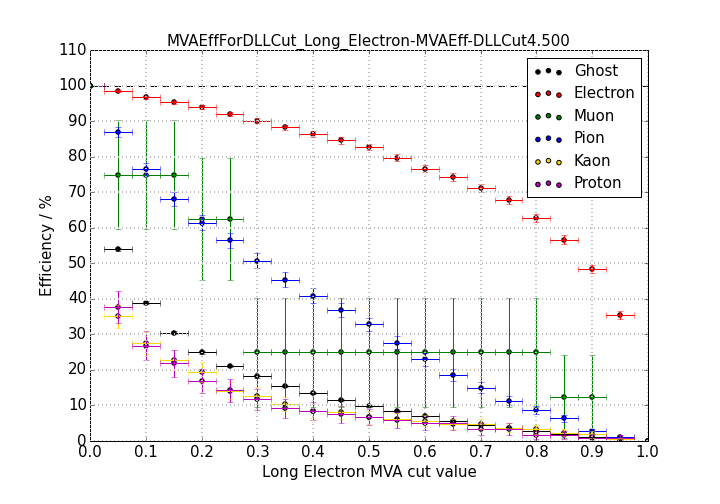 MVAEffForDLLCut_Long_Electron-MVAEff-DLLCut4.500
110
100
90
80
70
60
50
40
30
20
10
0
Efficiency / %
Ghost
Electron
Muon
Pion
Kaon
Proton
0.0 0.1 0.2 0.3 0.4 0.5 0.6 0.7 0.8 0.9 1.0
Long Electron MVA cut value